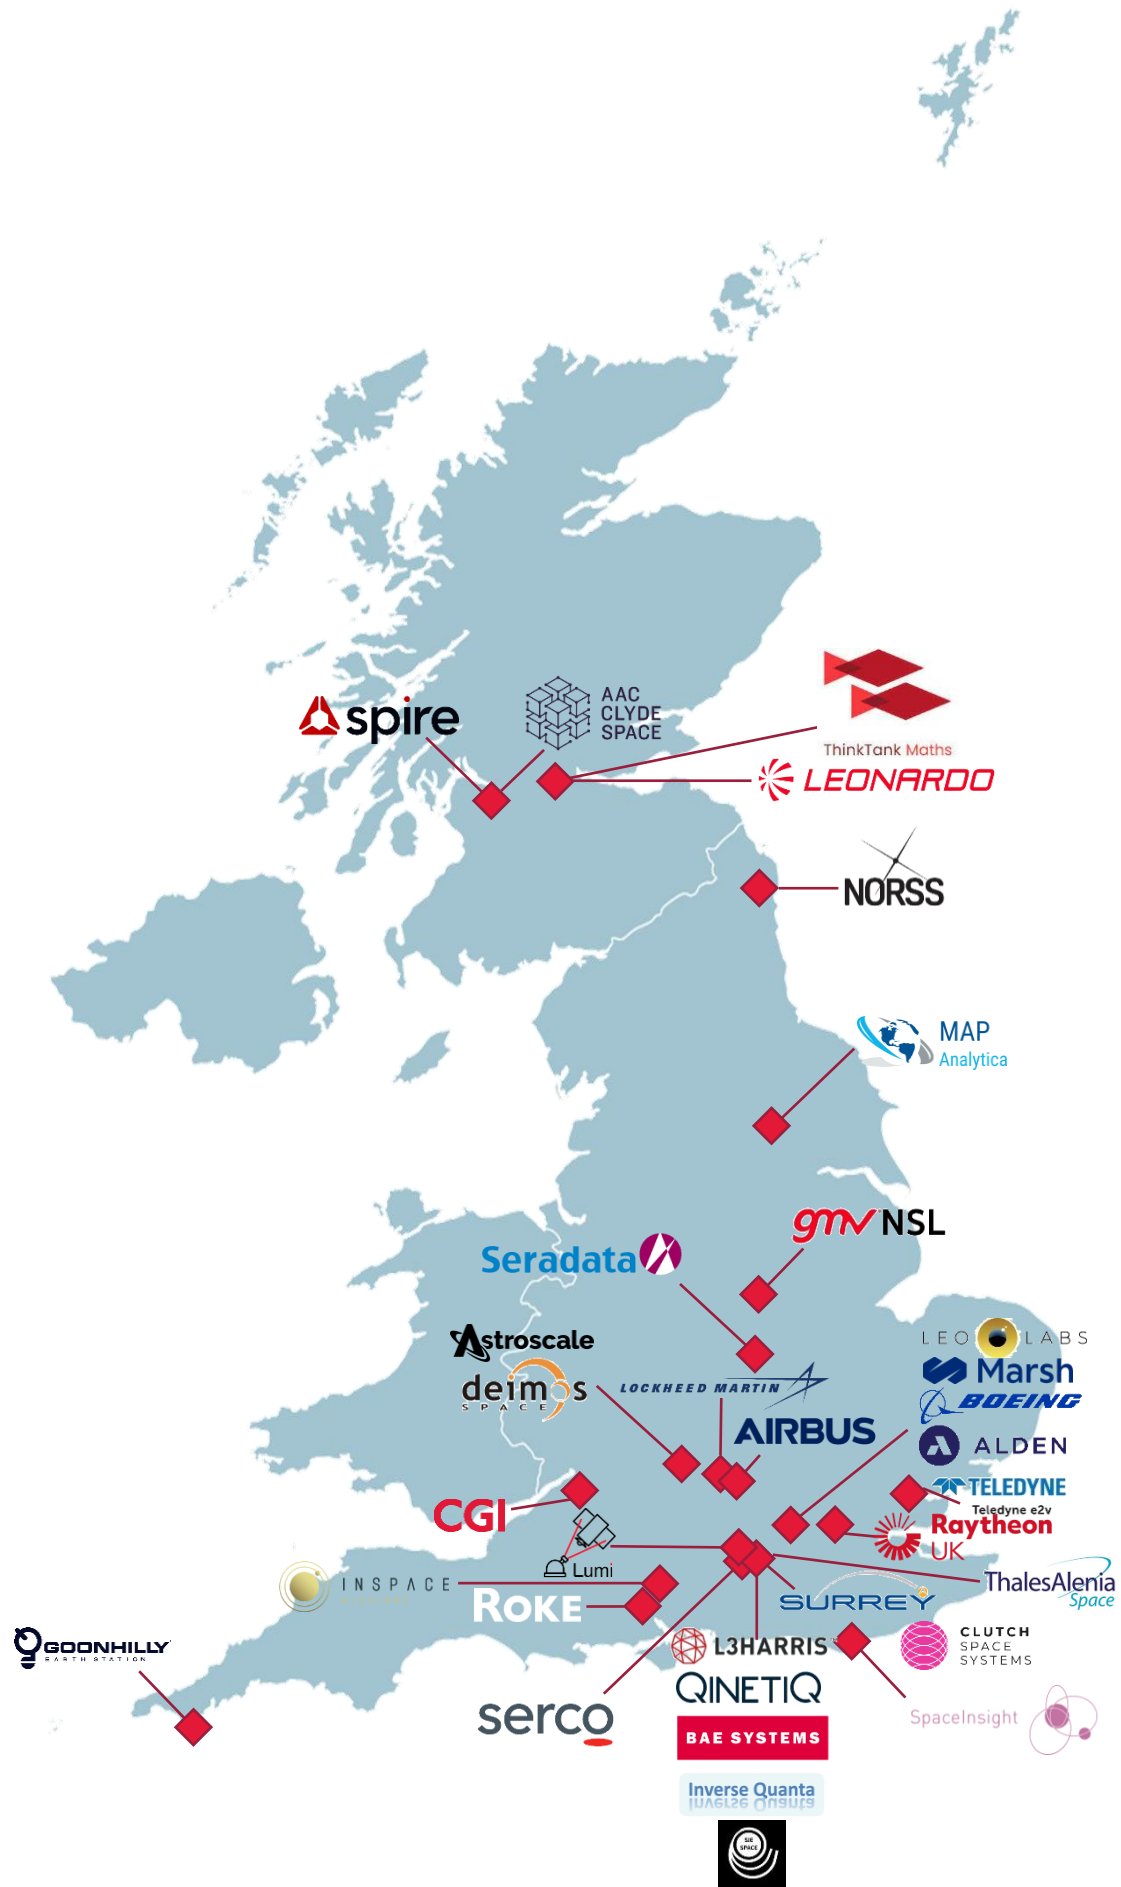 spire
AAC
CLYDE
SPACE
ThinkTank Maths
LEONARDO
NORSS
MAP
Analytica
gmv NSL
Seradata
Astroscale
deimos
SPACE
LOCKHEED MARTIN
AIRBUS
LEO LABS
Marsh
BOEING
ALDEN
TELEDYNE
Teledyne e2v
Raytheon
UK
CGI
Lumi
INSPACE
ROKE
ThalesAlenia
Space
SURREY
GOONHILLY
EARTH STATION
L3HARRIS
CLUTCH
SPACE
SYSTEMS
QINETIQ
serco
SpaceInsight
BAE SYSTEMS
Inverse Quanta
SJE
SPACE